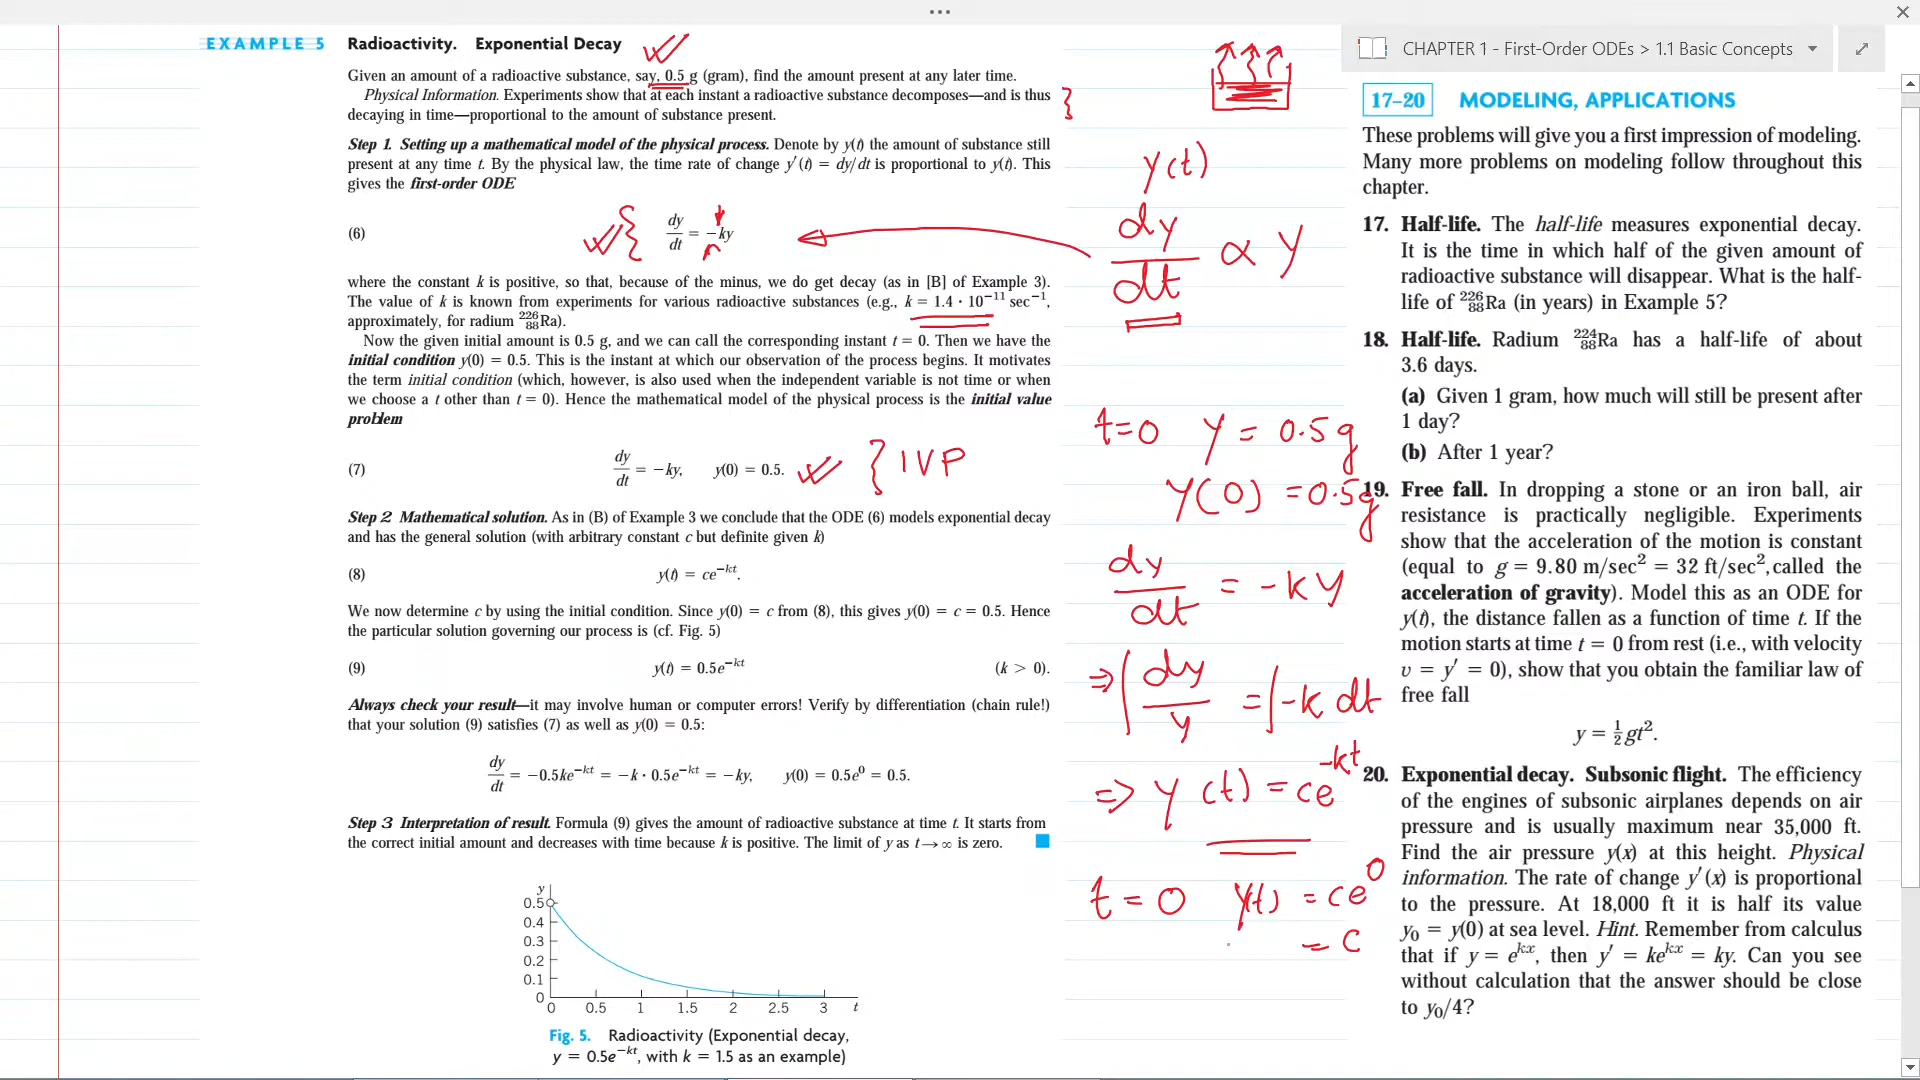 EXAMPLE 5 Radioactivity. Exponential Decay
Given an amount of a radioactive substance, say, 0.5 g (gram), find the amount present at any later time.
Physical Information. Experiments show that at each instant a radioactive substance decomposes—and is thus
decaying in time—proportional to the amount of substance present.
Step 1. Setting up a mathematical model of the physical process. Denote by y(t) the amount of substance still
present at any time t. By the physical law, the time rate of change y′(t) = dy/dt is proportional to y(t). This
gives the first-order ODE
(6) dy/dt = −ky
where the constant k is positive, so that, because of the minus, we do get decay (as in [B] of Example 3).
The value of k is known from experiments for various radioactive substances (e.g., k = 1.4 · 10⁻¹¹ sec⁻¹,
approximately, for radium ²²⁶₈₈Ra).
Now the given initial amount is 0.5 g, and we can call the corresponding instant t = 0. Then we have the
initial condition y(0) = 0.5. This is the instant at which our observation of the process begins. It motivates
the term initial condition (which, however, is also used when the independent variable is not time or when
we choose a t other than t = 0). Hence the mathematical model of the physical process is the initial value
problem
(7) dy/dt = −ky, y(0) = 0.5.
} IVP
Step 2. Mathematical solution. As in (B) of Example 3 we conclude that the ODE (6) models exponential decay
and has the general solution (with arbitrary constant c but definite given k)
(8) y(t) = ce⁻ᵏᵗ.
We now determine c by using the initial condition. Since y(0) = c from (8), this gives y(0) = c = 0.5. Hence
the particular solution governing our process is (cf. Fig. 5)
(9) y(t) = 0.5e⁻ᵏᵗ (k > 0).
Always check your result—it may involve human or computer errors! Verify by differentiation (chain rule!)
that your solution (9) satisfies (7) as well as y(0) = 0.5:
dy/dt = −0.5ke⁻ᵏᵗ = −k · 0.5e⁻ᵏᵗ = −ky, y(0) = 0.5e⁰ = 0.5.
Step 3. Interpretation of result. Formula (9) gives the amount of radioactive substance at time t. It starts from
the correct initial amount and decreases with time because k is positive. The limit of y as t → ∞ is zero.
y
0.5
0.4
0.3
0.2
0.1
0
0 0.5 1 1.5 2 2.5 3 t
Fig. 5. Radioactivity (Exponential decay,
y = 0.5e⁻ᵏᵗ, with k = 1.5 as an example)
y(t)
dy/dt ∝ y
t=0 y = 0.5g
y(0) = 0.5g
dy/dt = -ky
⇒ ∫ dy/y = ∫ -k dt
⇒ y(t) = ce⁻ᵏᵗ
t = 0 y(t) = ce⁰
= c
CHAPTER 1 - First-Order ODEs > 1.1 Basic Concepts
17–20 MODELING, APPLICATIONS
These problems will give you a first impression of modeling.
Many more problems on modeling follow throughout this
chapter.
17. Half-life. The half-life measures exponential decay.
It is the time in which half of the given amount of
radioactive substance will disappear. What is the half-
life of ²²⁶₈₈Ra (in years) in Example 5?
18. Half-life. Radium ²²⁴₈₈Ra has a half-life of about
3.6 days.
(a) Given 1 gram, how much will still be present after
1 day?
(b) After 1 year?
19. Free fall. In dropping a stone or an iron ball, air
resistance is practically negligible. Experiments
show that the acceleration of the motion is constant
(equal to g = 9.80 m/sec² = 32 ft/sec², called the
acceleration of gravity). Model this as an ODE for
y(t), the distance fallen as a function of time t. If the
motion starts at time t = 0 from rest (i.e., with velocity
v = y′ = 0), show that you obtain the familiar law of
free fall
y = ½gt².
20. Exponential decay. Subsonic flight. The efficiency
of the engines of subsonic airplanes depends on air
pressure and is usually maximum near 35,000 ft.
Find the air pressure y(x) at this height. Physical
information. The rate of change y′(x) is proportional
to the pressure. At 18,000 ft it is half its value
y₀ = y(0) at sea level. Hint. Remember from calculus
that if y = eᵏˣ, then y′ = keᵏˣ = ky. Can you see
without calculation that the answer should be close
to y₀/4?